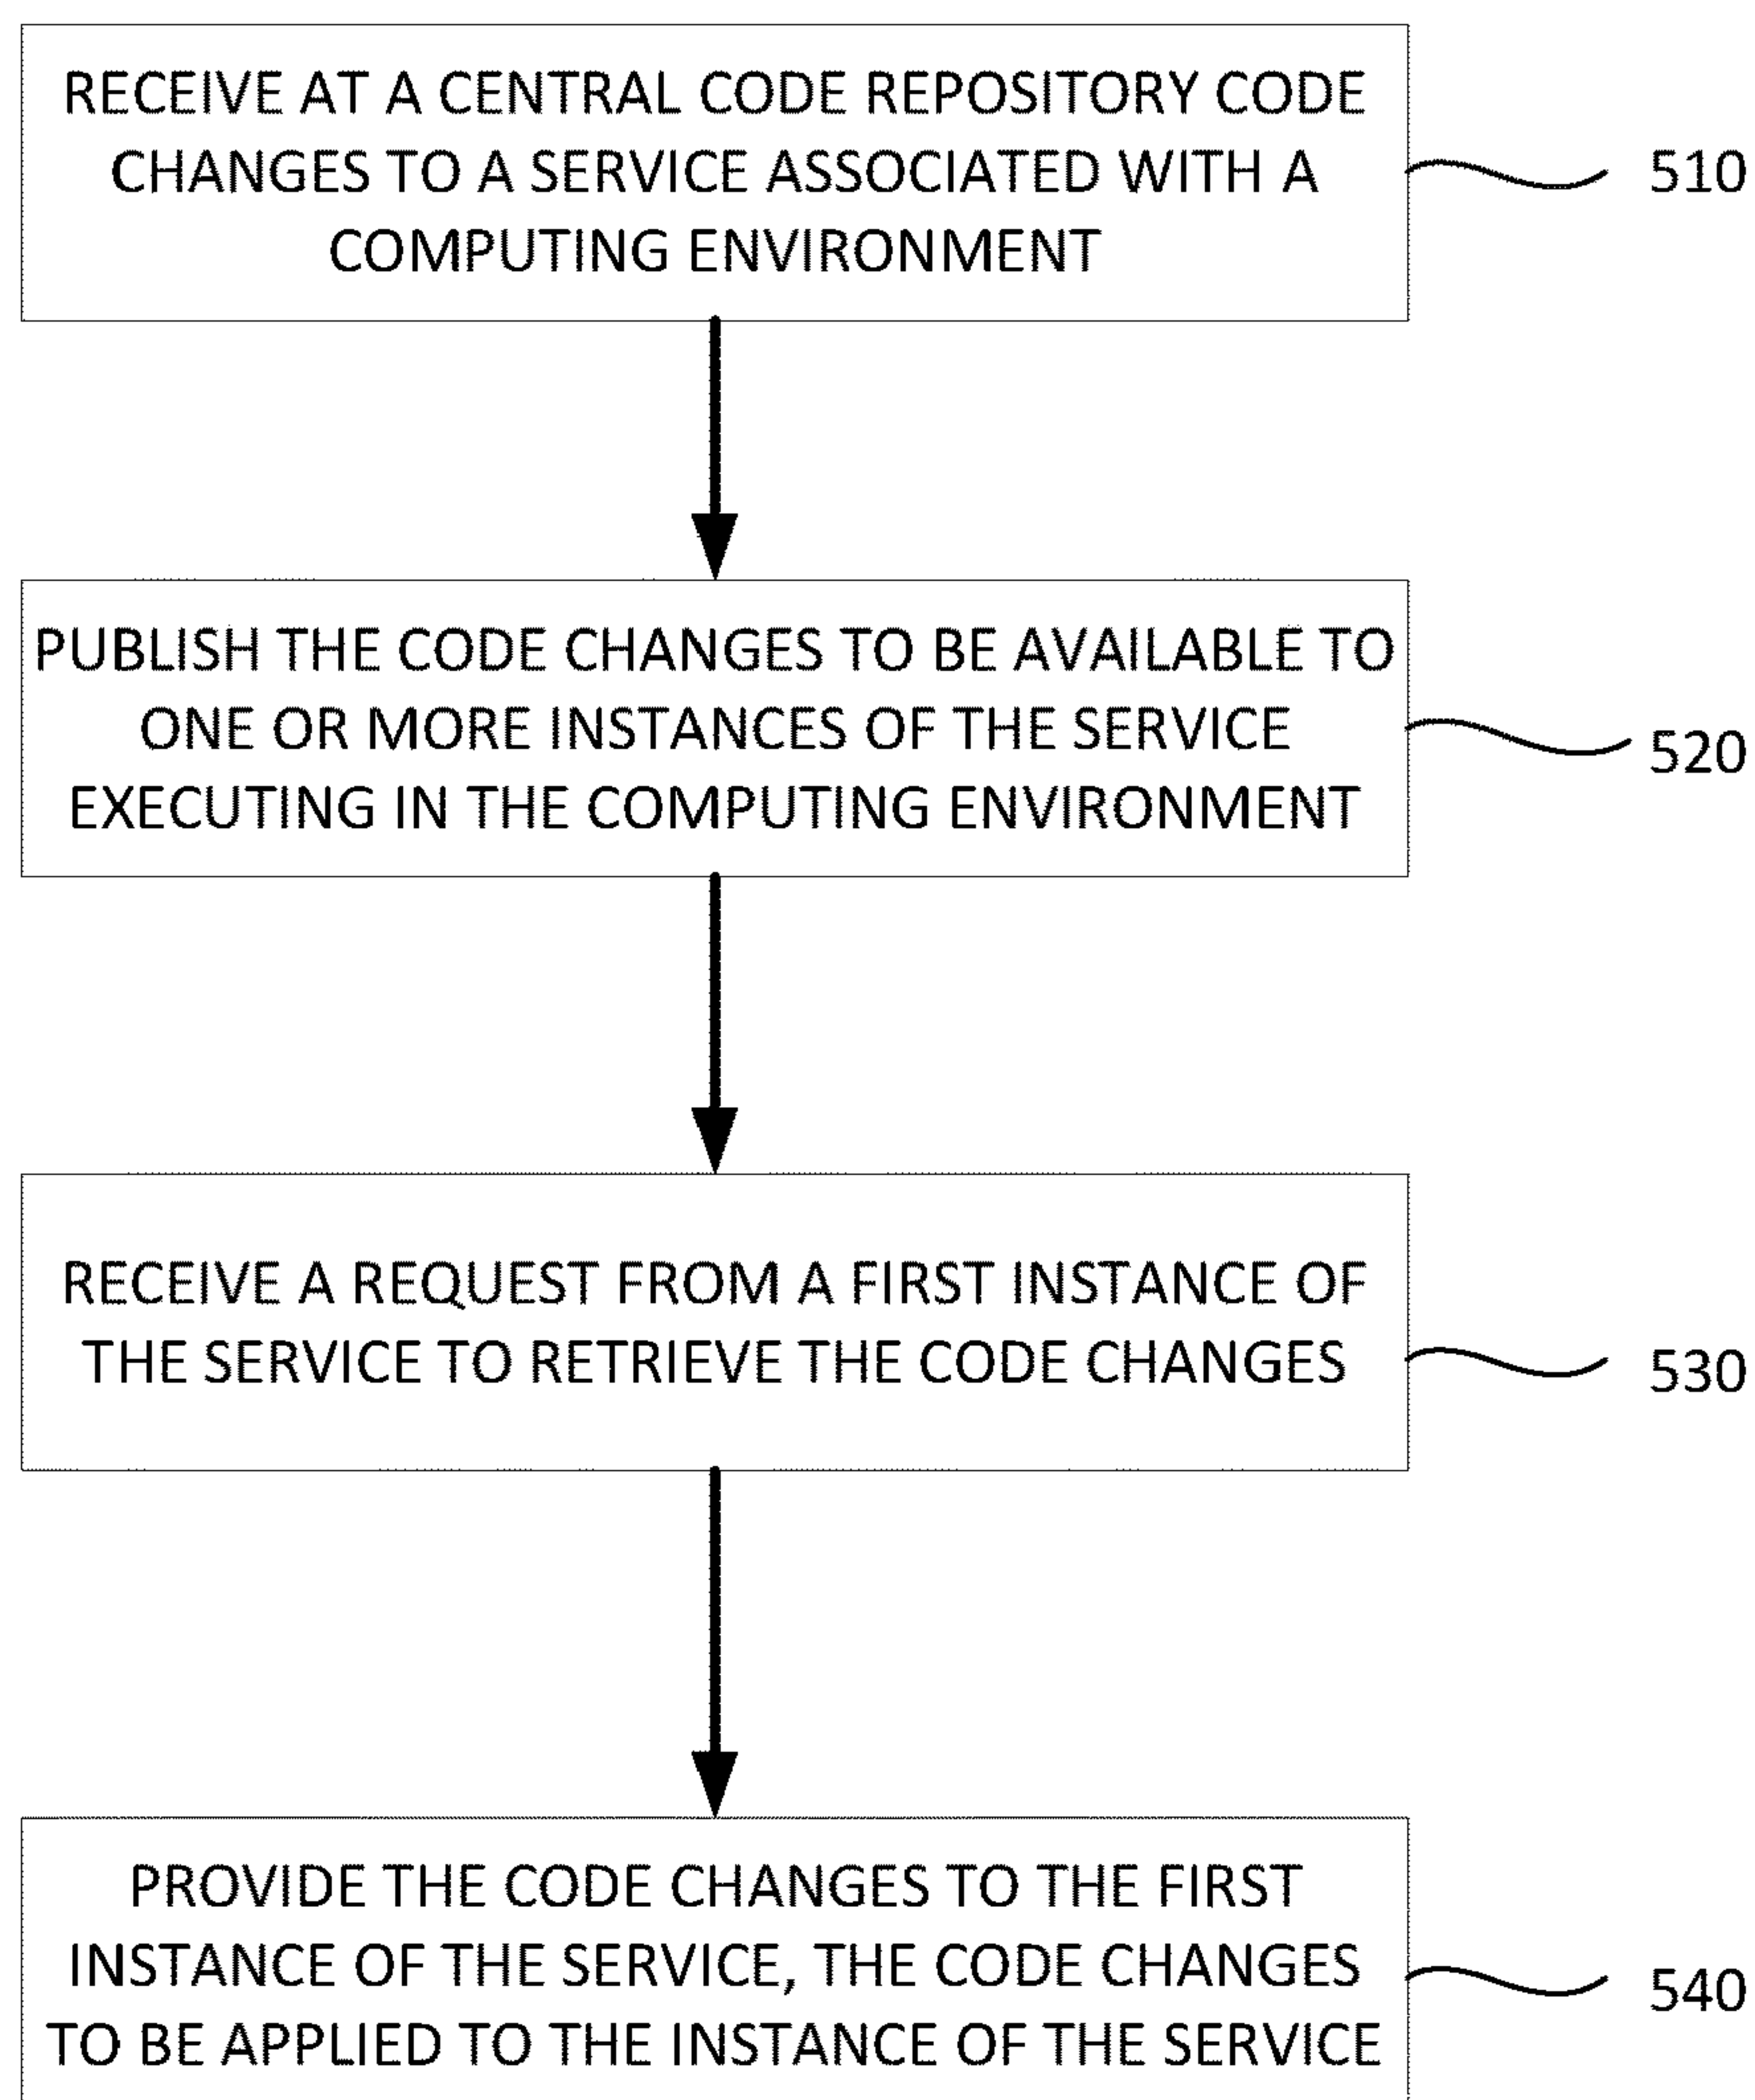 RECEIVE AT A CENTRAL CODE REPOSITORY CODE
CHANGES TO A SERVICE ASSOCIATED WITH A
COMPUTING ENVIRONMENT
510
PUBLISH THE CODE CHANGES TO BE AVAILABLE TO
ONE OR MORE INSTANCES OF THE SERVICE
EXECUTING IN THE COMPUTING ENVIRONMENT
520
RECEIVE A REQUEST FROM A FIRST INSTANCE OF
THE SERVICE TO RETRIEVE THE CODE CHANGES
530
PROVIDE THE CODE CHANGES TO THE FIRST
INSTANCE OF THE SERVICE, THE CODE CHANGES
TO BE APPLIED TO THE INSTANCE OF THE SERVICE
540